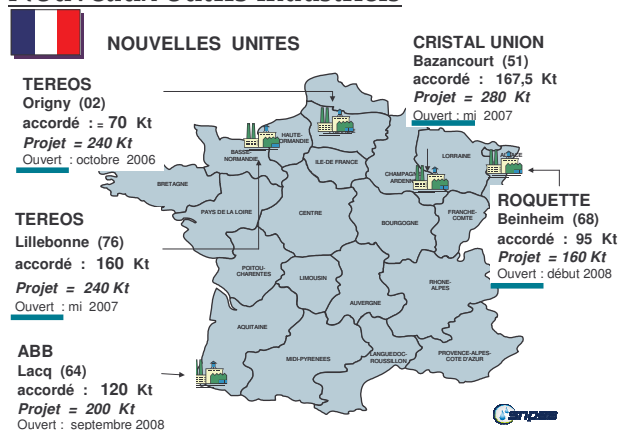 NOUVELLES UNITES
TEREOS
Origny (02)
accordé : = 70 Kt
Projet = 240 Kt
Ouvert : octobre 2006
CRISTAL UNION
Bazancourt (51)
accordé : 167,5 Kt
Projet = 280 Kt
Ouvert : mi 2007
TEREOS
Lillebonne (76)
accordé : 160 Kt
Projet = 240 Kt
Ouvert : mi 2007
ROQUETTE
Beinheim (68)
accordé : 95 Kt
Projet = 160 Kt
Ouvert : début 2008
ABB
Lacq (64)
accordé : 120 Kt
Projet = 200 Kt
Ouvert : septembre 2008
HAUTE-
BASSE-
NORMANDIE
ILE-DE FRANCE
LORRAINE
BRETAGNE
PAYS DE LA LOIRE
CENTRE
BOURGOGNE
FRANCHE-
COMTE
POITOU-
CHARENTES
LIMOUSIN
AUVERGNE
RHONE-
ALPES
AQUITAINE
MIDI-PYRENEES
LANGUEDOC-
ROUSSILLON
PROVENCE-ALPES-
COTE D'AZUR